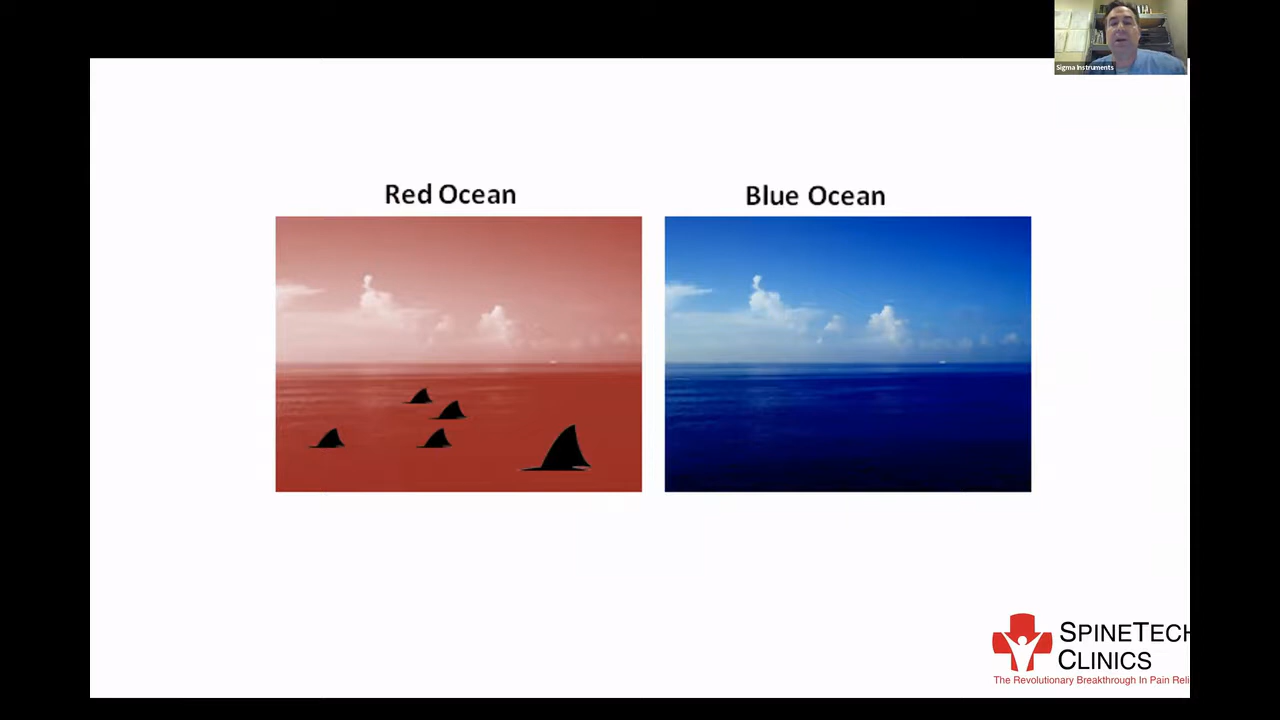 Sigma Instruments
Red Ocean
Blue Ocean
SPINETECH
CLINICS
The Revolutionary Breakthrough In Pain Reli